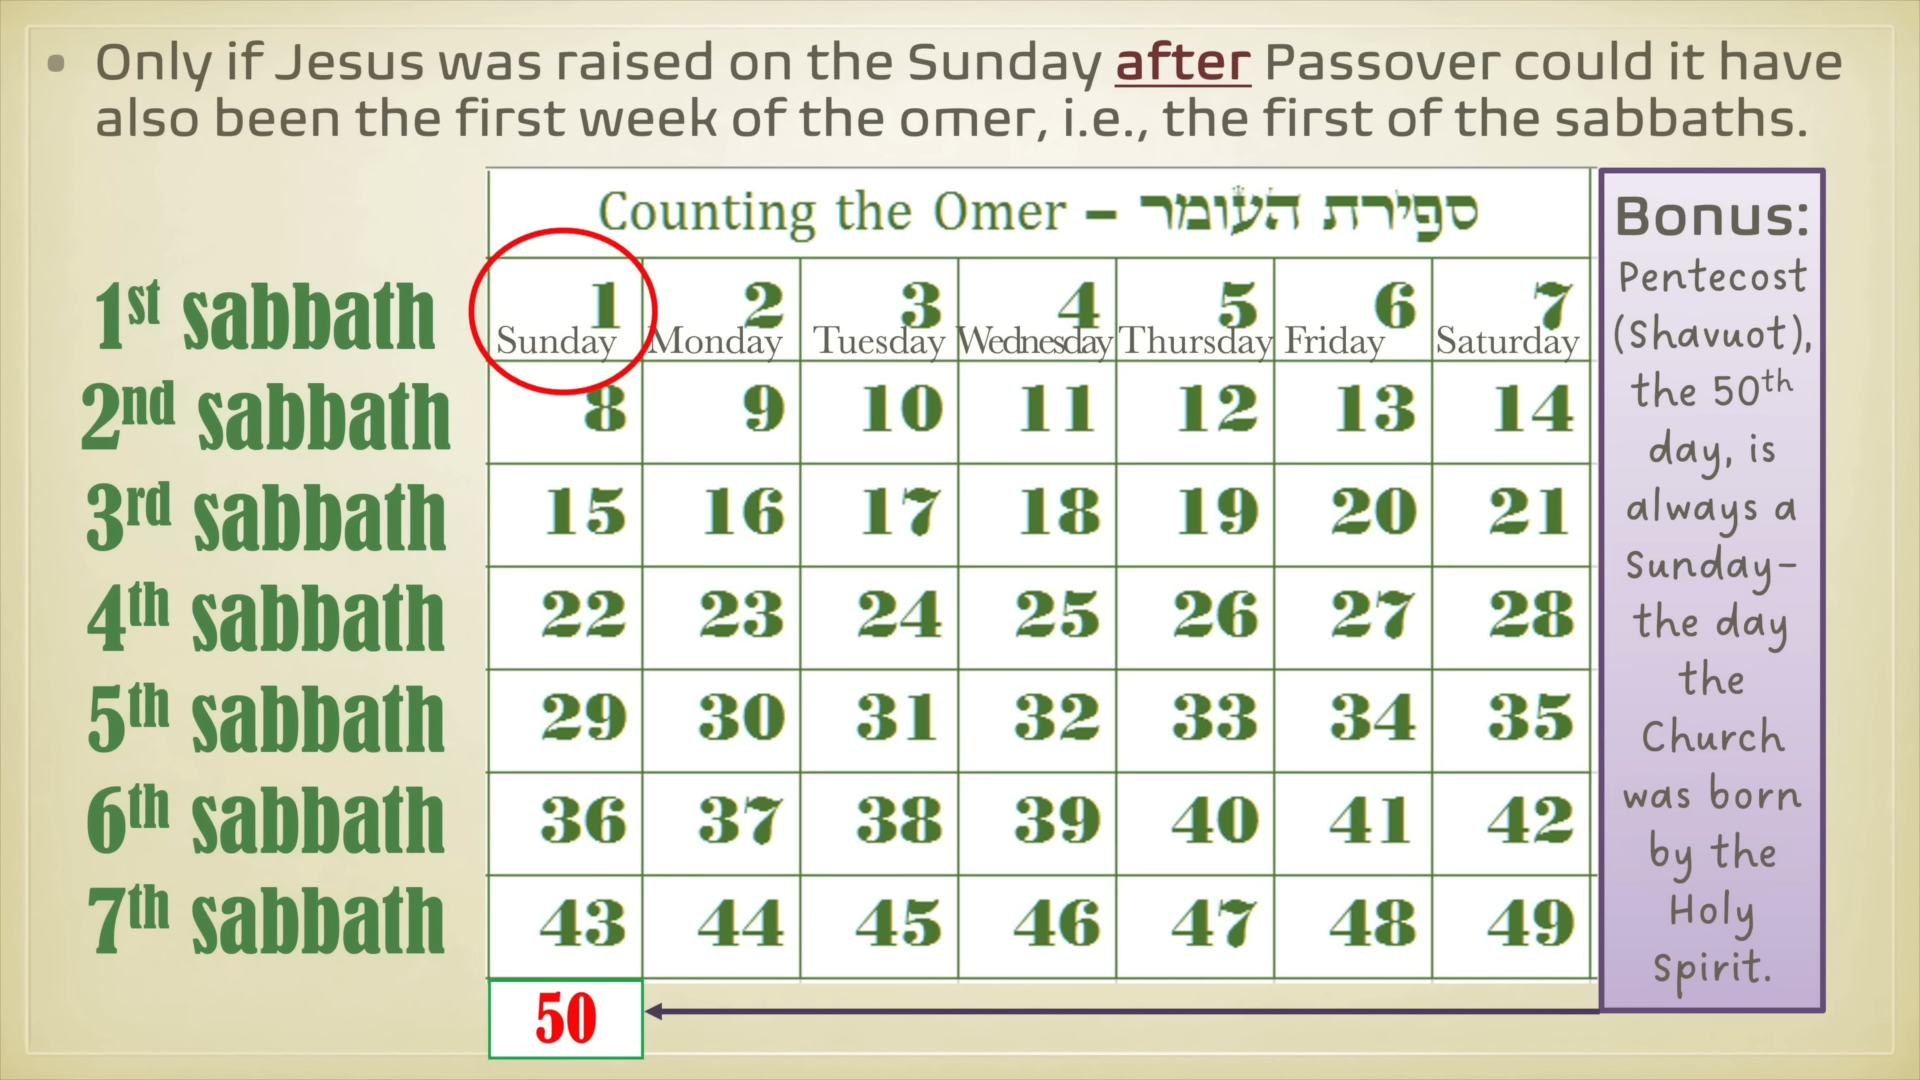 • Only if Jesus was raised on the Sunday after Passover could it have
also been the first week of the omer, i.e., the first of the sabbaths.
Counting the Omer – ספירת העומר
1st sabbath 1 2 3 4 5 6 7
Sunday Monday Tuesday Wednesday Thursday Friday Saturday
2nd sabbath 8 9 10 11 12 13 14
3rd sabbath 15 16 17 18 19 20 21
4th sabbath 22 23 24 25 26 27 28
5th sabbath 29 30 31 32 33 34 35
6th sabbath 36 37 38 39 40 41 42
7th sabbath 43 44 45 46 47 48 49
50
Bonus:
Pentecost
(Shavuot),
the 50th
day, is
always a
Sunday-
the day
the
Church
was born
by the
Holy
Spirit.